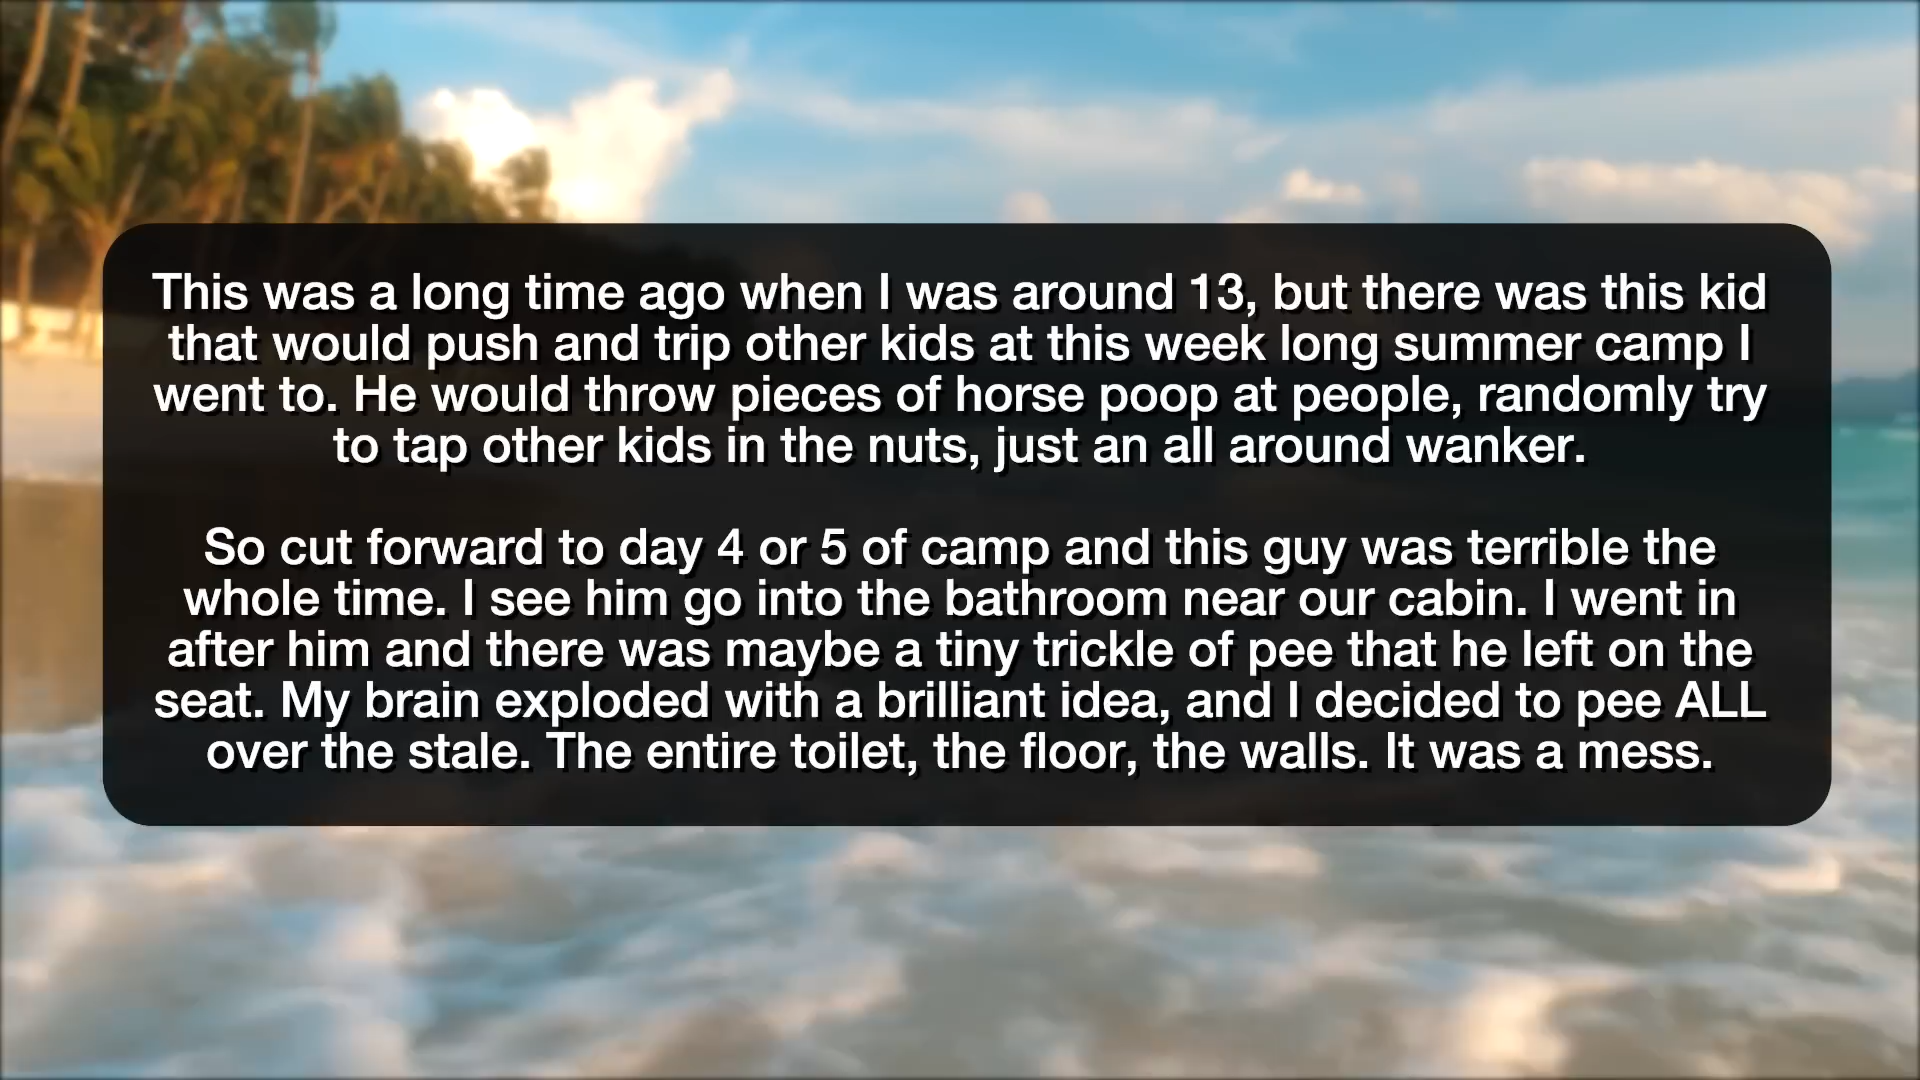 This was a long time ago when I was around 13, but there was this kid
that would push and trip other kids at this week long summer camp I
went to. He would throw pieces of horse poop at people, randomly try
to tap other kids in the nuts, just an all around wanker.
So cut forward to day 4 or 5 of camp and this guy was terrible the
whole time. I see him go into the bathroom near our cabin. I went in
after him and there was maybe a tiny trickle of pee that he left on the
seat. My brain exploded with a brilliant idea, and I decided to pee ALL
over the stale. The entire toilet, the floor, the walls. It was a mess.